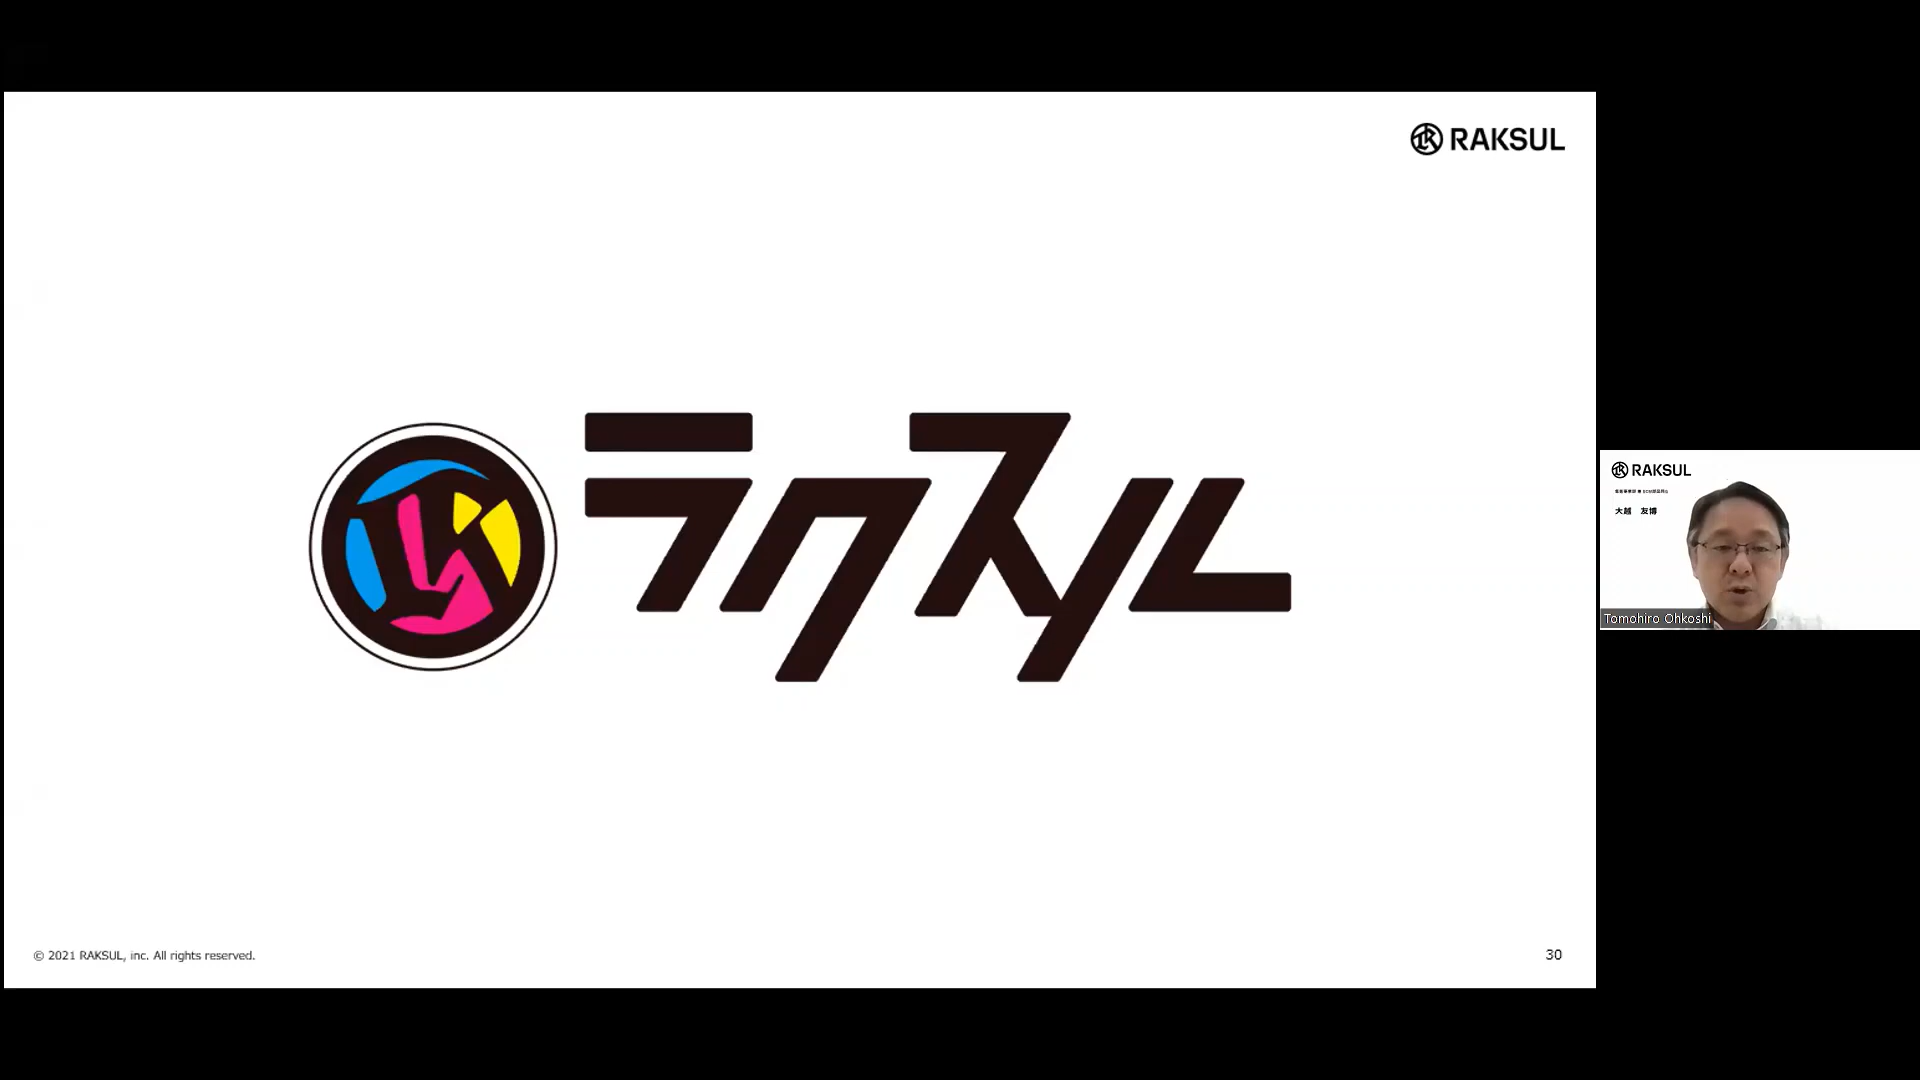 RAKSUL
ラクスル
© 2021 RAKSUL, inc. All rights reserved.
30
RAKSUL
大越 友博
Tomohiro Ohkoshi